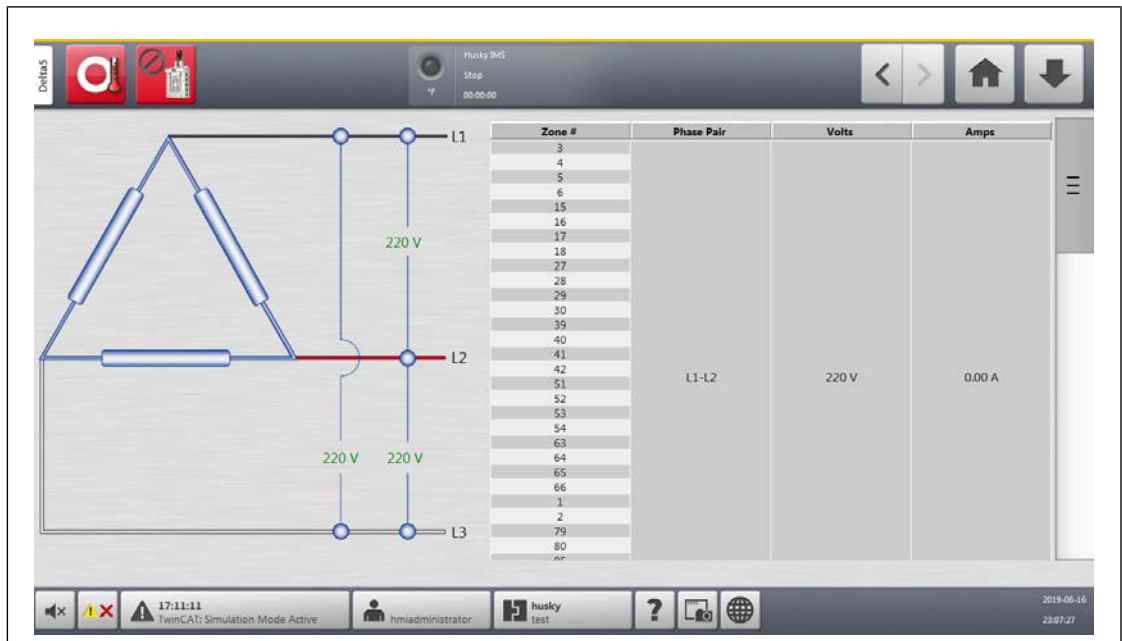 Delta5
Husky IMS
Stop
°F 00:00:00
L1
L2
L3
220 V
220 V 220 V
Zone # Phase Pair Volts Amps
3
4
5
6
15
16
17
18
27
28
29
30
39
40
41
42
51
52
53
54
63
64
65
66
1
2
79
80
L1-L2 220 V 0.00 A
17:11:11
TwinCAT: Simulation Mode Active
hmiadministrator
husky
test
?
2019-08-16
23:07:27